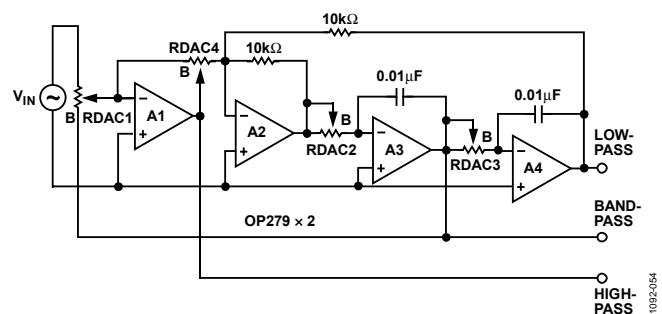 10kΩ
RDAC4
10kΩ
B
0.01µF
0.01µF
VIN
B
RDAC1
A1
A2
B
RDAC2
A3
B
RDAC3
A4
LOW-
PASS
BAND-
PASS
OP279 × 2
HIGH-
PASS
1092-054